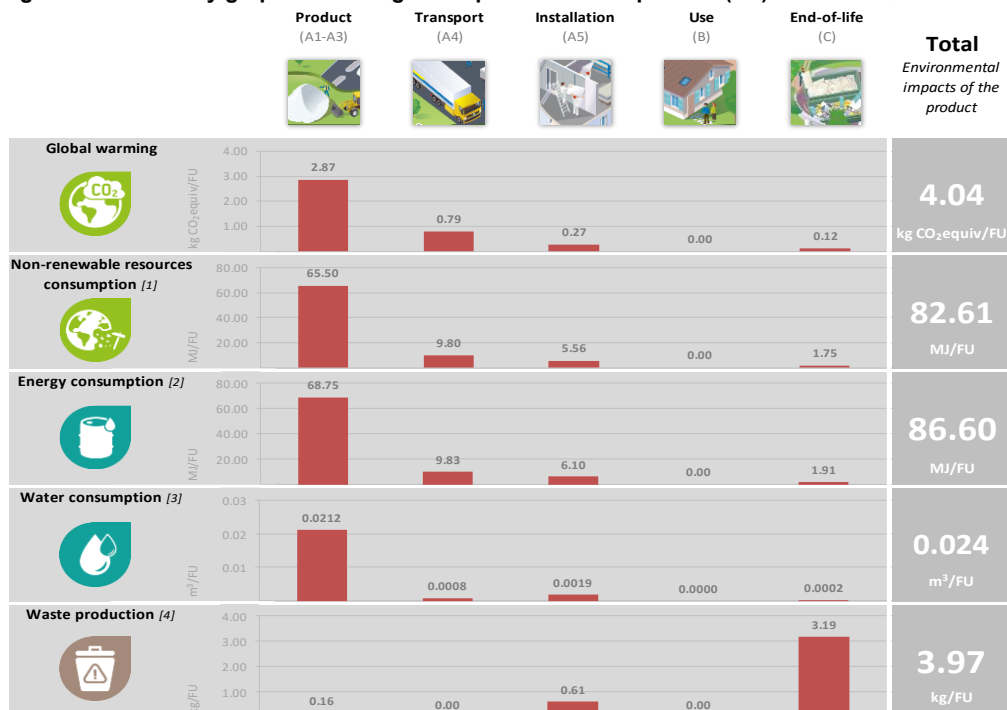 Product
(A1-A3)
Transport
(A4)
Installation
(A5)
Use
(B)
End-of-life
(C)
Total
Environmental
impacts of the
product
Global warming
CO2
kg CO2equiv/FU
4.00
3.00
2.00
1.00
2.87
0.79
0.27
0.00
0.12
4.04
kg CO2equiv/FU
Non-renewable resources
consumption [1]
MJ/FU
80.00
60.00
40.00
20.00
65.50
9.80
5.56
0.00
1.75
82.61
MJ/FU
Energy consumption [2]
MJ/FU
80.00
60.00
40.00
20.00
68.75
9.83
6.10
0.00
1.91
86.60
MJ/FU
Water consumption [3]
m³/FU
0.03
0.02
0.01
0.0212
0.0008
0.0019
0.0000
0.0002
0.024
m³/FU
Waste production [4]
kg/FU
4.00
3.00
2.00
1.00
0.16
0.00
0.61
0.00
3.19
3.97
kg/FU